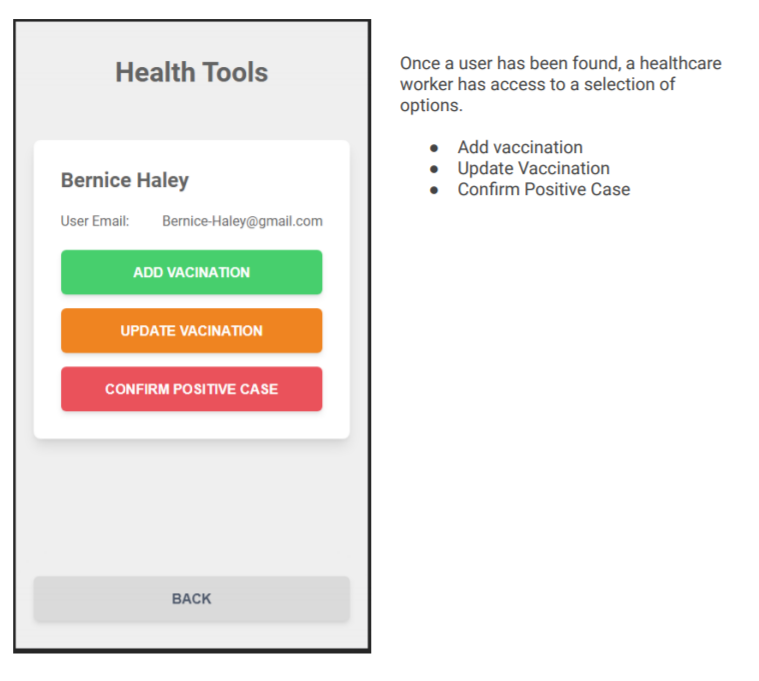 Health Tools
Bernice Haley
User Email: Bernice-Haley@gmail.com
ADD VACINATION
UPDATE VACINATION
CONFIRM POSITIVE CASE
BACK
Once a user has been found, a healthcare
worker has access to a selection of
options.
● Add vaccination
● Update Vaccination
● Confirm Positive Case